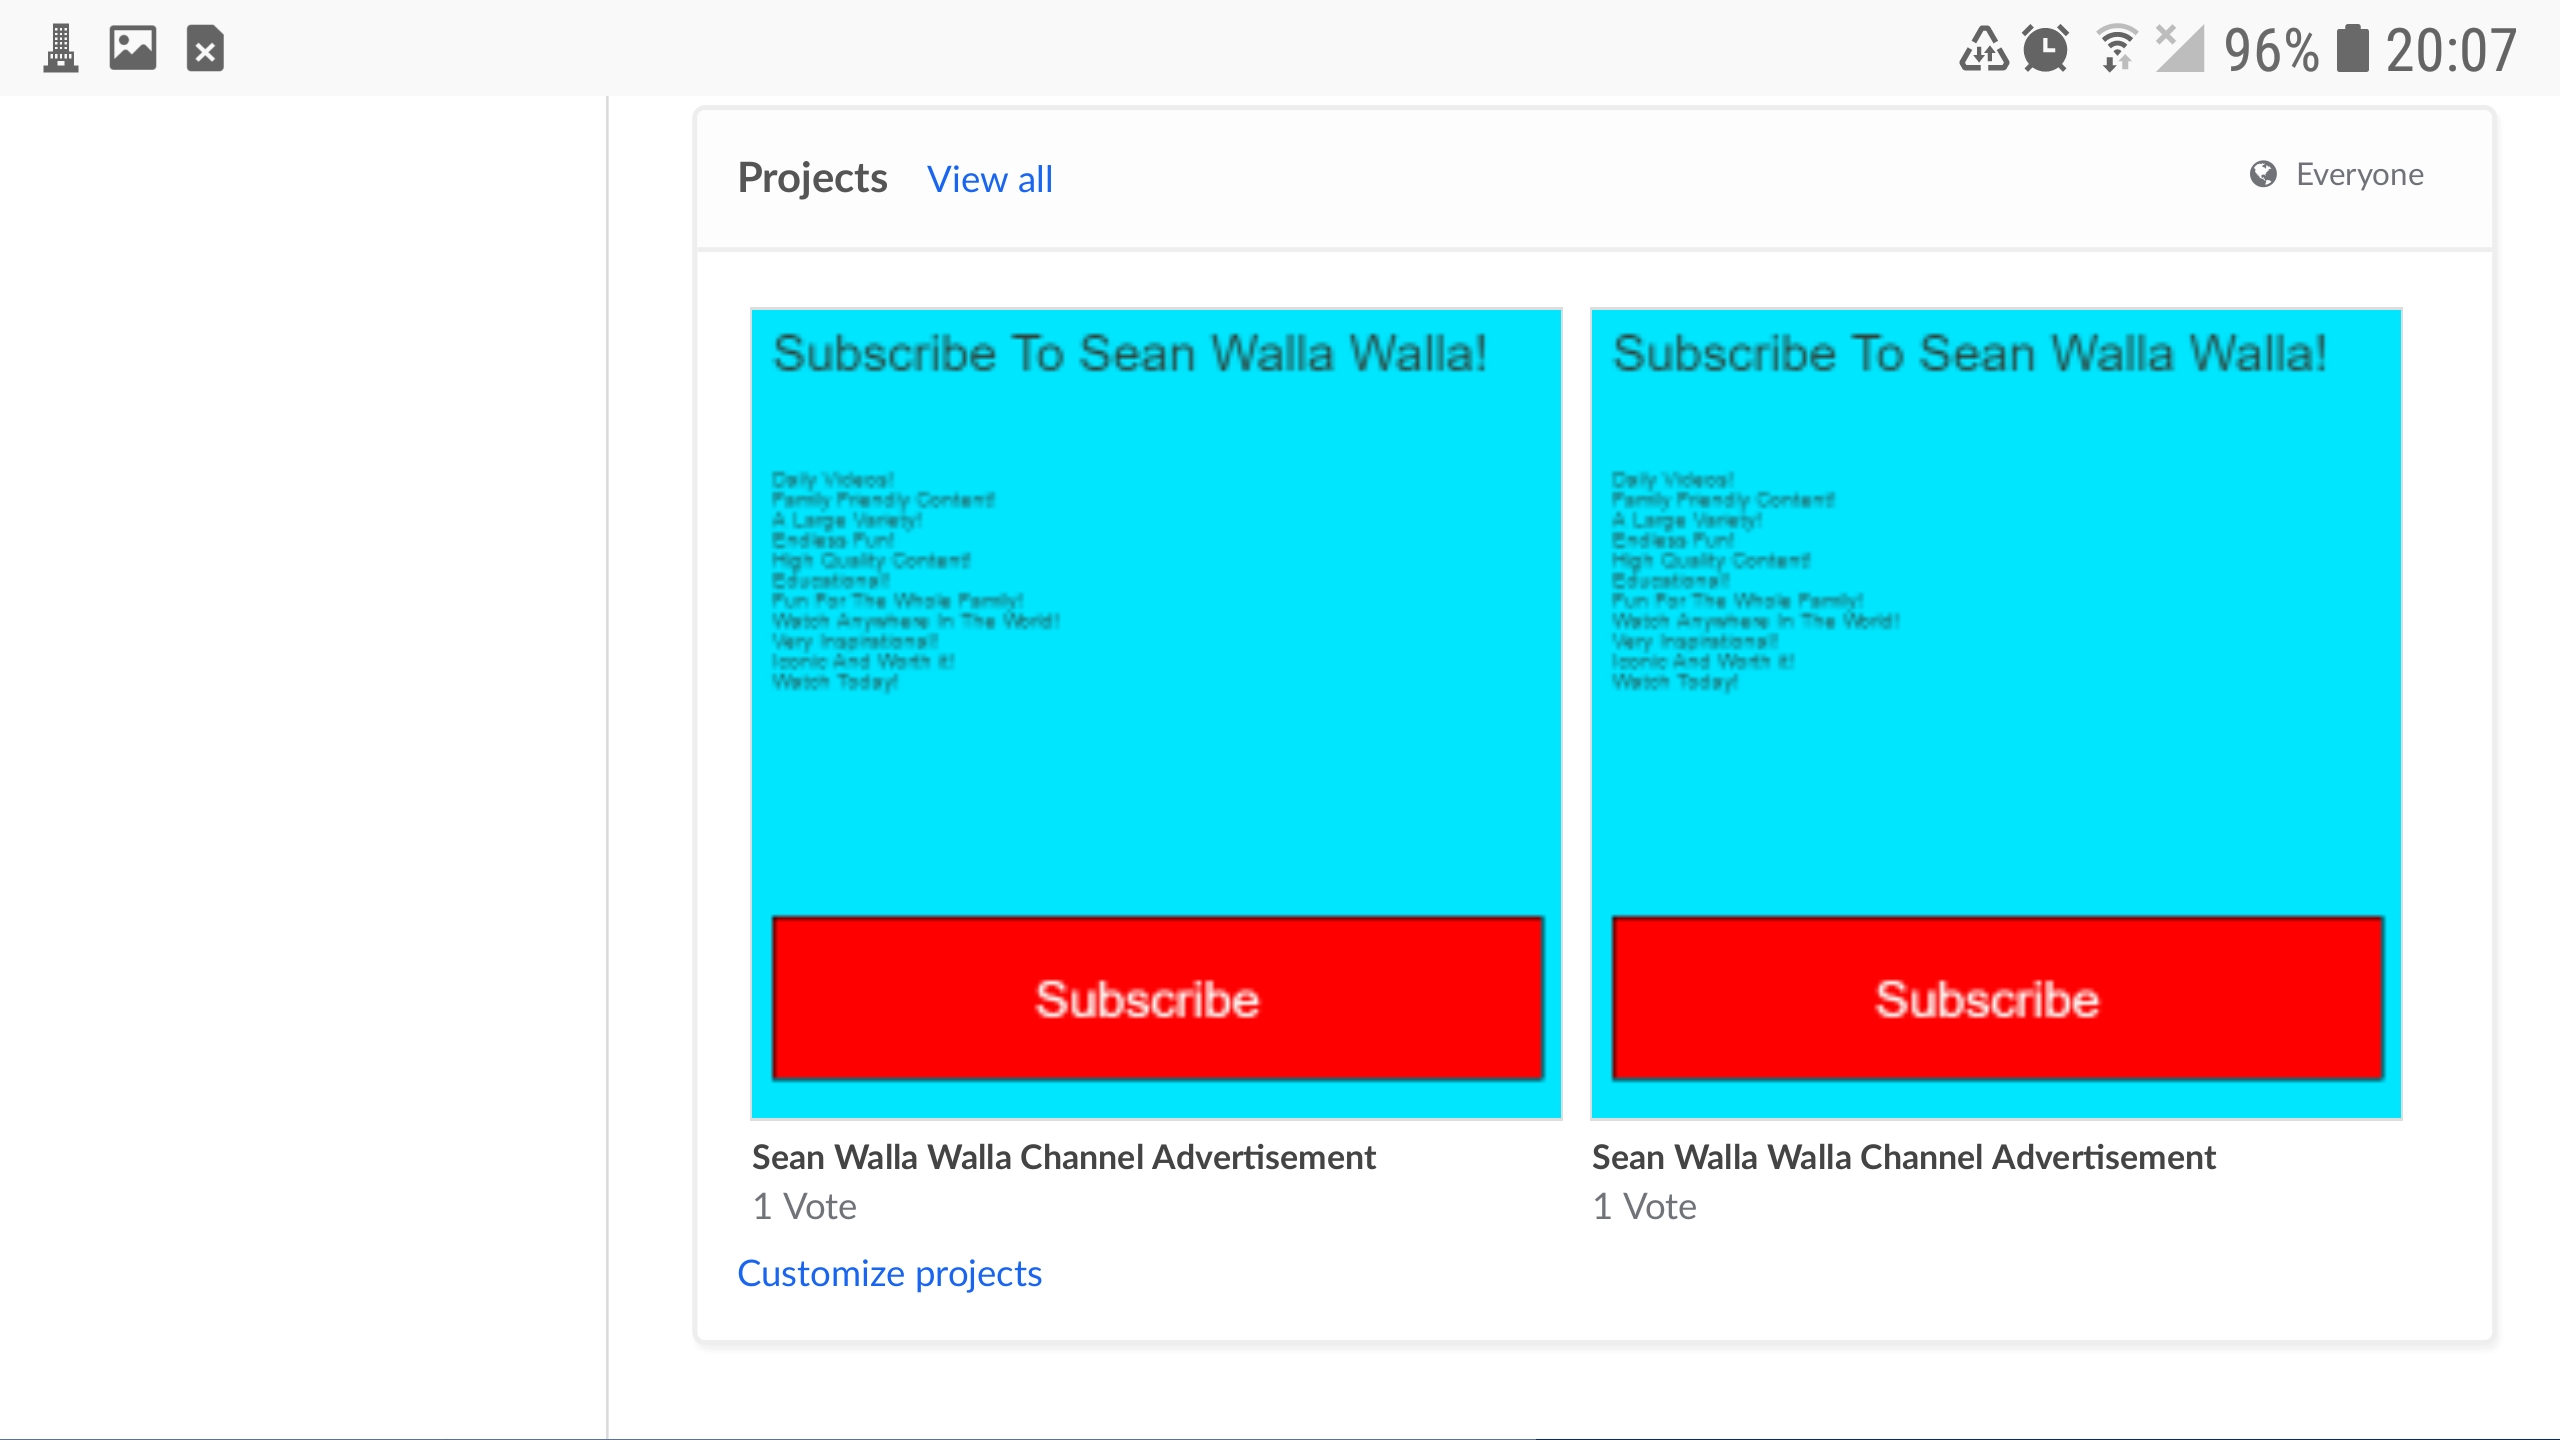 96% 20:07
Projects View all Everyone
Subscribe To Sean Walla Walla!
Daily Videos!
Family Friendly Content!
A Large Variety!
Endless Fun!
High Quality Content!
Educational!
Fun For The Whole Family!
Watch Anywhere In The World!
Very Inspirational!
Iconic And Worth It!
Watch Today!
Subscribe
Sean Walla Walla Channel Advertisement
1 Vote
Subscribe To Sean Walla Walla!
Daily Videos!
Family Friendly Content!
A Large Variety!
Endless Fun!
High Quality Content!
Educational!
Fun For The Whole Family!
Watch Anywhere In The World!
Very Inspirational!
Iconic And Worth It!
Watch Today!
Subscribe
Sean Walla Walla Channel Advertisement
1 Vote
Customize projects